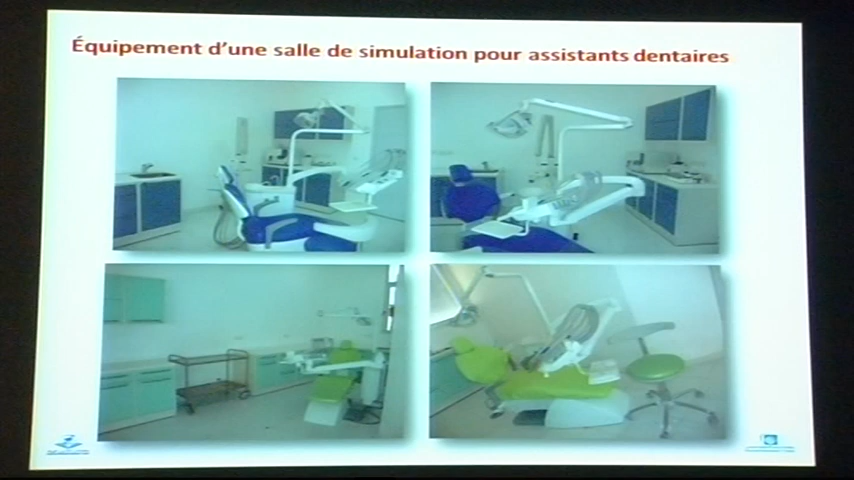 Équipement d'une salle de simulation pour assistants dentaires